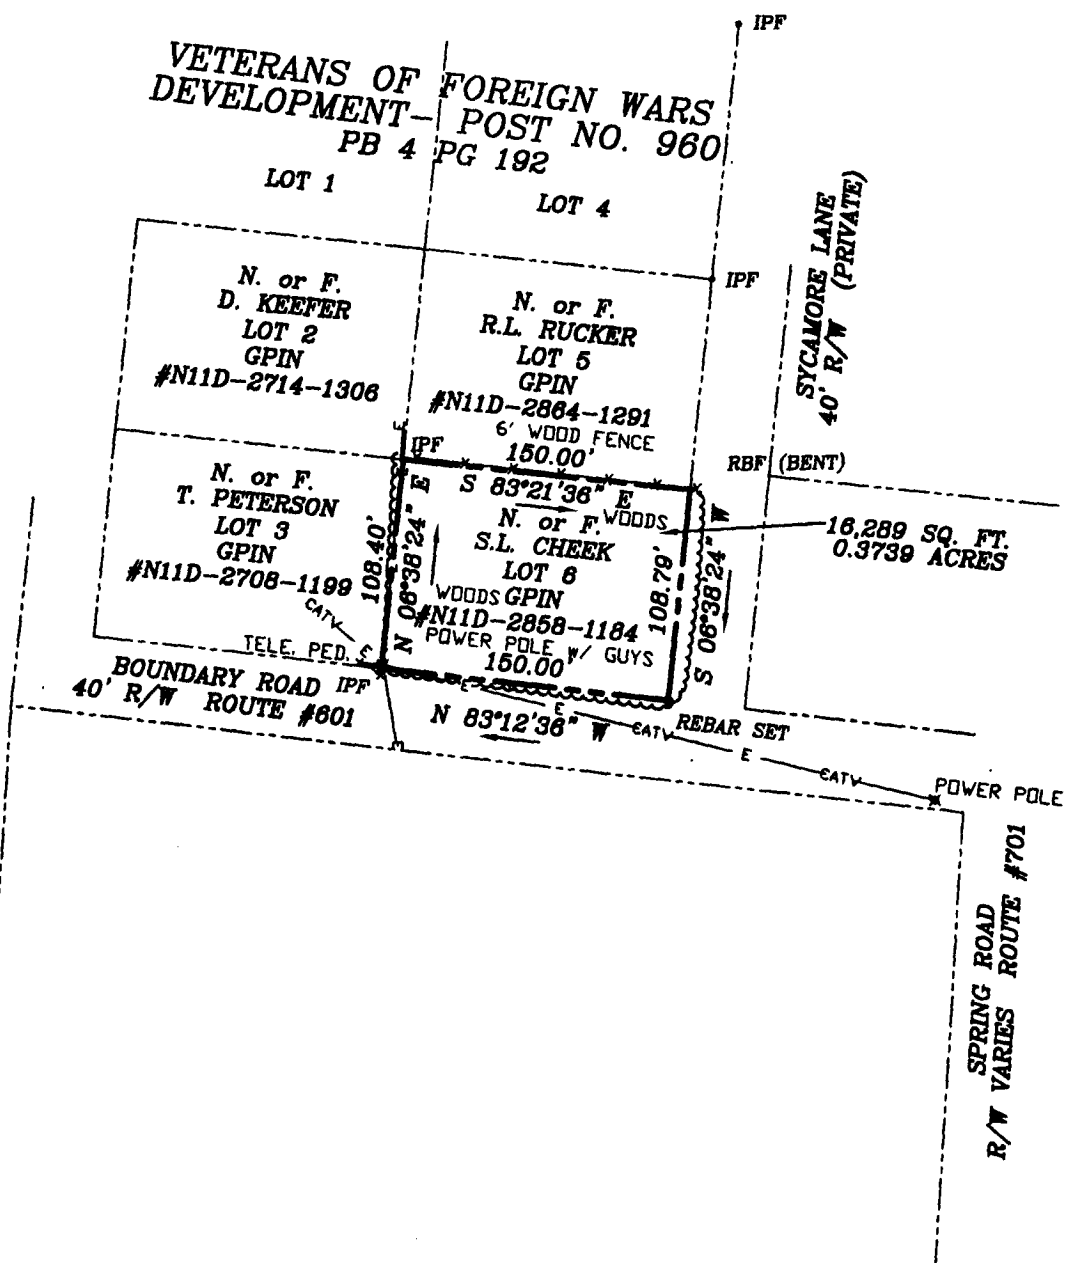 IPF
VETERANS OF FOREIGN WARS
DEVELOPMENT- POST NO. 960
PB 4 PG 192
LOT 1
LOT 4
SYCAMORE LANE
40' R/W (PRIVATE)
IPF
N. or F.
D. KEEFER
LOT 2
GPIN
#N11D-2714-1306
N. or F.
R.L. RUCKER
LOT 5
GPIN
#N11D-2864-1291
6' WOOD FENCE
150.00'
IPF
S 83°21'36" E
RBF (BENT)
N. or F.
T. PETERSON
LOT 3
GPIN
#N11D-2708-1199
108.40'
N 06°38'24" E
N. or F.
S.L. CHEEK
LOT 6
GPIN
#N11D-2858-1184
WOODS
WOODS
16,289 SQ. FT.
0.3739 ACRES
108.79'
S 06°38'24" W
CATV
E
TELE. PED.
POWER POLE W/ GUYS
150.00'
BOUNDARY ROAD
40' R/W ROUTE #601
IPF
N 83°12'36" W
E
E
CATV
REBAR SET
E
CATV
POWER POLE
SPRING ROAD
R/W VARIES ROUTE #701